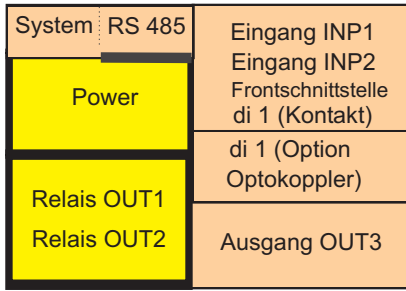 System RS 485
Power
Relais OUT1
Relais OUT2
Eingang INP1
Eingang INP2
Frontschnittstelle
di 1 (Kontakt)
di 1 (Option
Optokoppler)
Ausgang OUT3